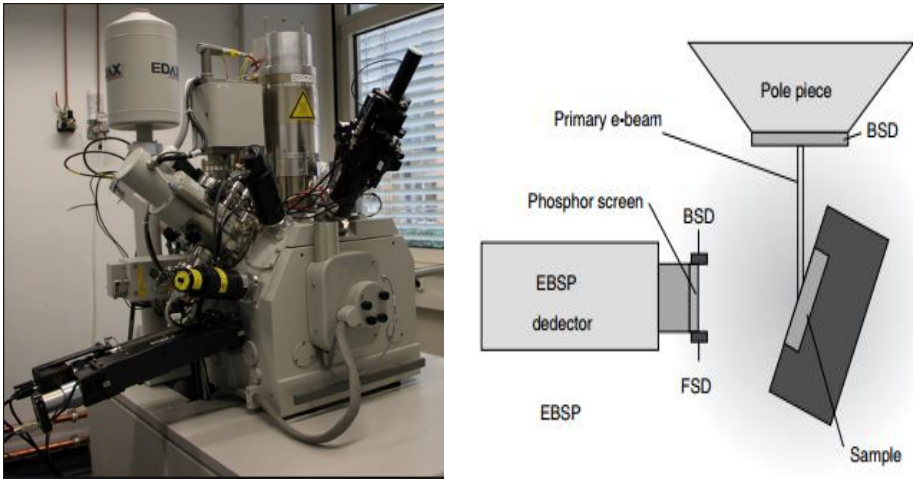 EDAX
Pole piece
Primary e-beam
BSD
Phosphor screen
BSD
EBSP
dedector
FSD
EBSP
Sample